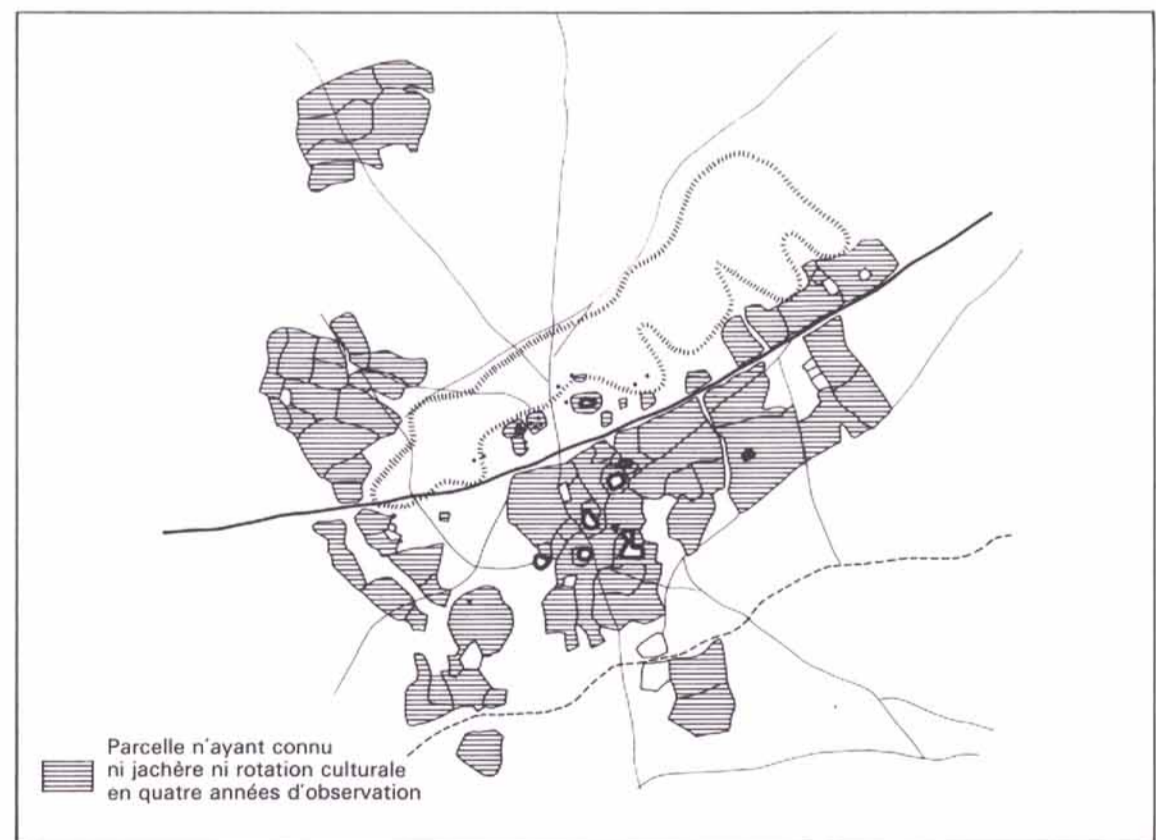 Parcelle n'ayant connu
ni jachère ni rotation culturale
en quatre années d'observation